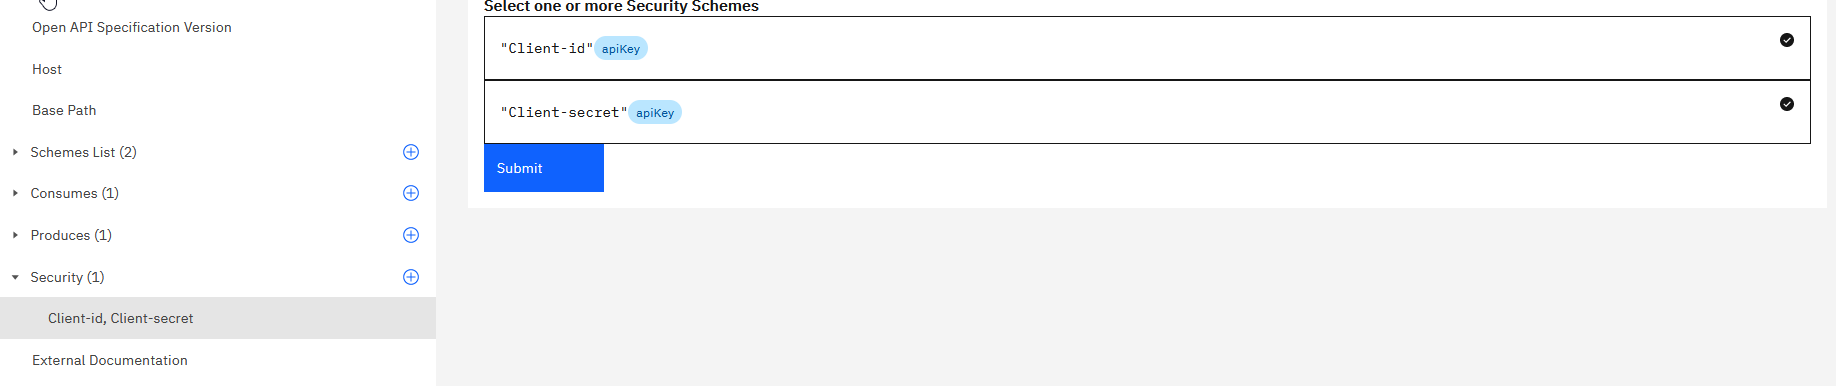 Open API Specification Version
Host
Base Path
Schemes List (2)
Consumes (1)
Produces (1)
Security (1)
Client-id, Client-secret
External Documentation
Select one or more Security Schemes
"Client-id" apiKey
"Client-secret" apiKey
Submit